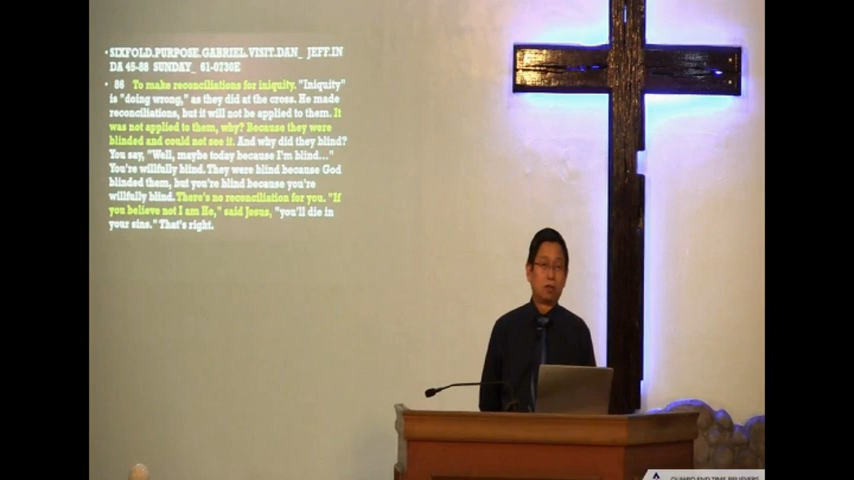 • SIXFOLD.PURPOSE.GABRIEL.VISIT.DAN_ JEFF.IN
DA 45-88 SUNDAY_ 61-0730E
• 86 To make reconciliations for iniquity. "Iniquity"
is "doing wrong," as they did at the cross. He made
reconciliations, but it will not be applied to them. It
was not applied to them, why? Because they were
blinded and could not see it. And why did they blind?
You say, "Well, maybe today because I'm blind..."
You're willfully blind. They were blind because God
blinded them, but you're blind because you're
willfully blind. There's no reconciliation for you. "If
you believe not I am He," said Jesus, "you'll die in
your sins." That's right.
END TIME BELIEVERS